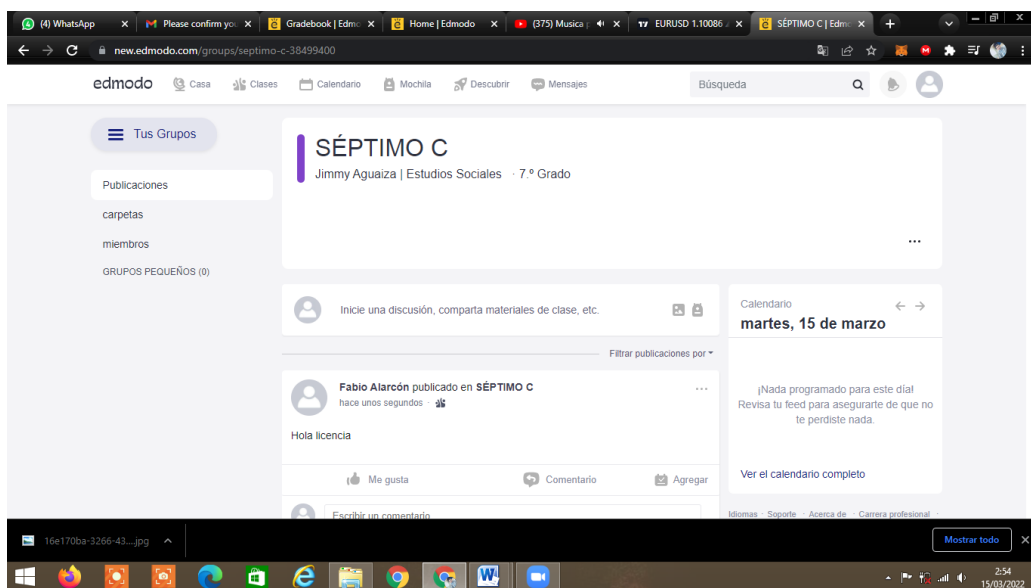 (4) WhatsApp
Please confirm you
Gradebook | Edmo
Home | Edmodo
(375) Musica p
EURUSD 1.10086
SÉPTIMO C | Edmo
new.edmodo.com/groups/septimo-c-38499400
edmodo Casa Clases Calendario Mochila Descubrir Mensajes Búsqueda
Tus Grupos
Publicaciones
carpetas
miembros
GRUPOS PEQUEÑOS (0)
SÉPTIMO C
Jimmy Aguaiza | Estudios Sociales · 7.º Grado
Inicie una discusión, comparta materiales de clase, etc.
Filtrar publicaciones por
Fabio Alarcón publicado en SÉPTIMO C
hace unos segundos ·
Hola licencia
Me gusta Comentario Agregar
Escribir un comentario
Calendario
martes, 15 de marzo
¡Nada programado para este día!
Revisa tu feed para asegurarte de que no
te perdiste nada.
Ver el calendario completo
Idiomas · Soporte · Acerca de · Carrera profesional ·
16e170ba-3266-43....jpg
Mostrar todo
2:54
15/03/2022